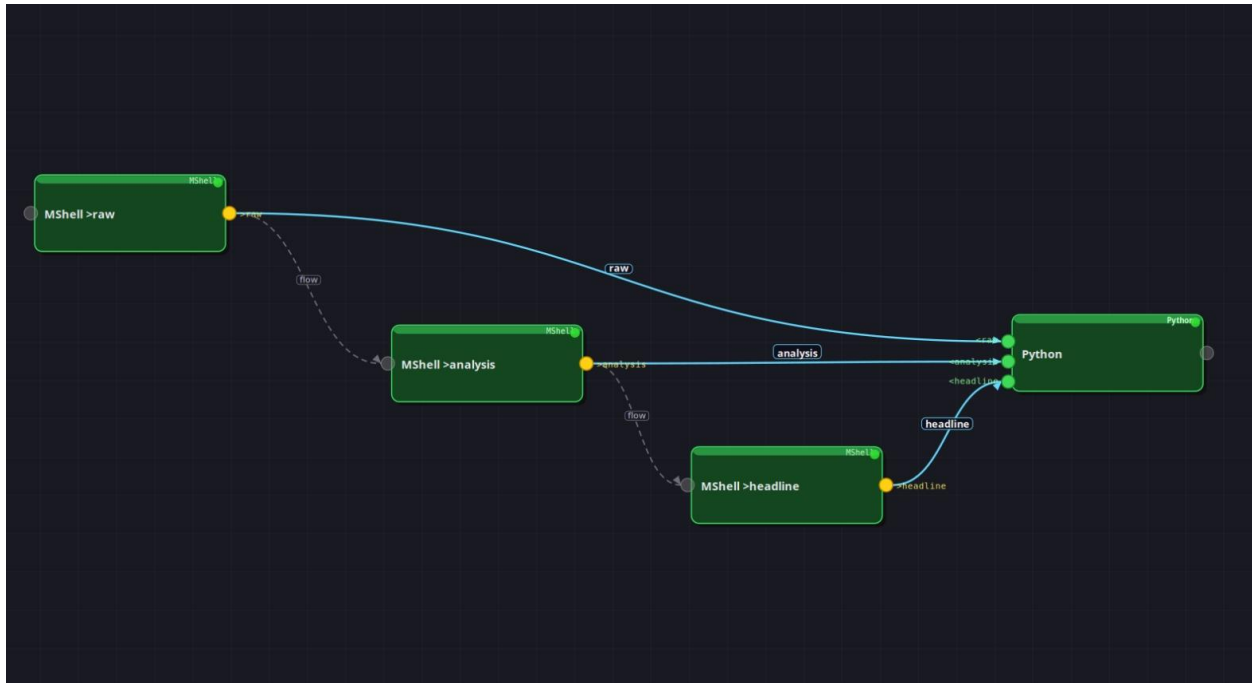 MShell
MShell >raw
>raw
raw
flow
MShell
MShell >analysis
>analysis
analysis
flow
MShell
MShell >headline
>headline
headline
Python
Python
<analysis
<headline